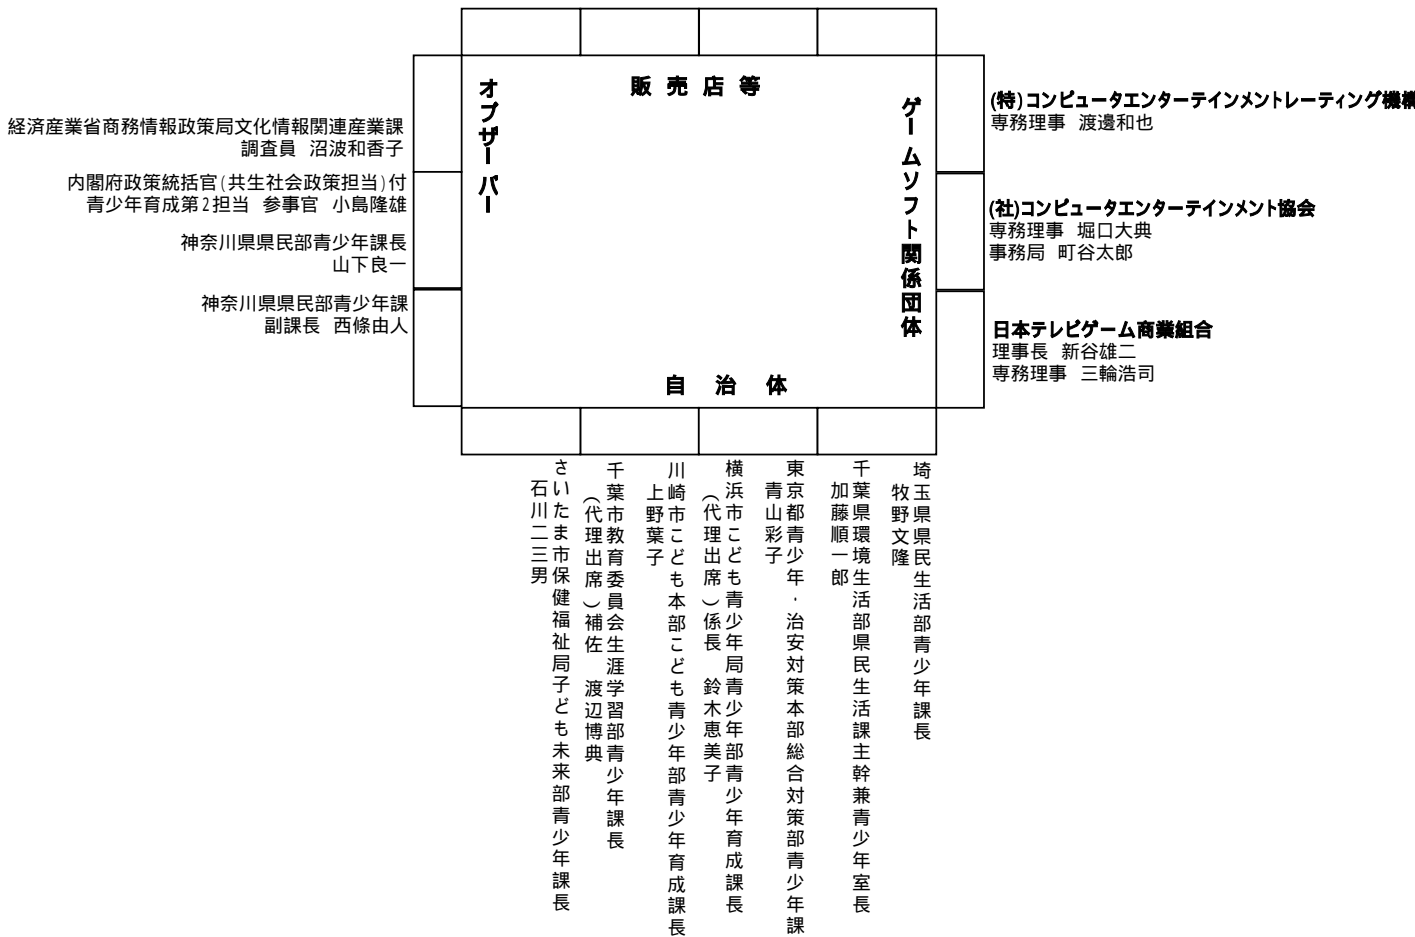 販売店等
オブザーバー
ゲームソフト関係団体
自治体
経済産業省商務情報政策局文化情報関連産業課
調査員 沼波和香子
内閣府政策統括官(共生社会政策担当)付
青少年育成第2担当 参事官 小島隆雄
神奈川県県民部青少年課長
山下良一
神奈川県県民部青少年課
副課長 西條由人
(特)コンピュータエンターテインメントレーティング機構
専務理事 渡邊和也
(社)コンピュータエンターテインメント協会
専務理事 堀口大典
事務局 町谷太郎
日本テレビゲーム商業組合
理事長 新谷雄二
専務理事 三輪浩司
埼玉県県民生活部青少年課長
牧野文隆
千葉県環境生活部県民生活課主幹兼青少年室長
加藤順一郎
東京都青少年・治安対策本部総合対策部青少年課
青山彩子
横浜市こども青少年局青少年部青少年育成課長
(代理出席)係長 鈴木恵美子
川崎市こども本部こども青少年部青少年育成課長
上野葉子
千葉市教育委員会生涯学習部青少年課長
(代理出席)補佐 渡辺博典
さいたま市保健福祉局子ども未来部青少年課長
石川二三男